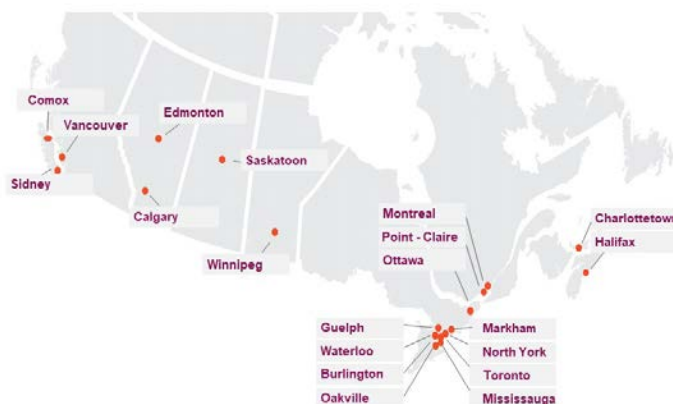 Comox
Vancouver
Sidney
Edmonton
Calgary
Saskatoon
Winnipeg
Montreal
Point - Claire
Ottawa
Charlottetown
Halifax
Guelph
Waterloo
Burlington
Oakville
Markham
North York
Toronto
Mississauga